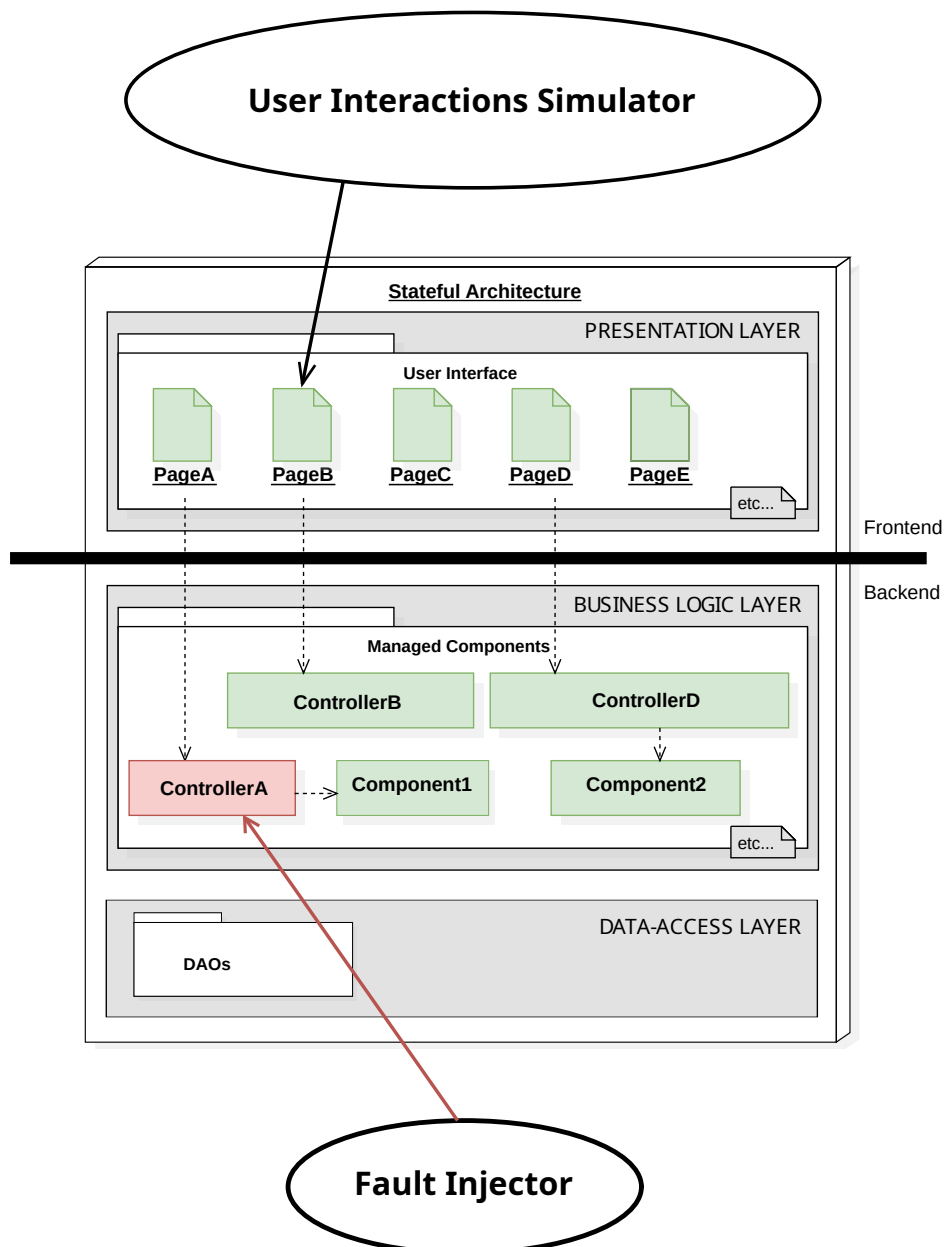 User Interactions Simulator
Stateful Architecture
PRESENTATION LAYER
User Interface
PageA
PageB
PageC
PageD
PageE
etc...
Frontend
Backend
BUSINESS LOGIC LAYER
Managed Components
ControllerB
ControllerD
ControllerA
Component1
Component2
etc...
DATA-ACCESS LAYER
DAOs
Fault Injector